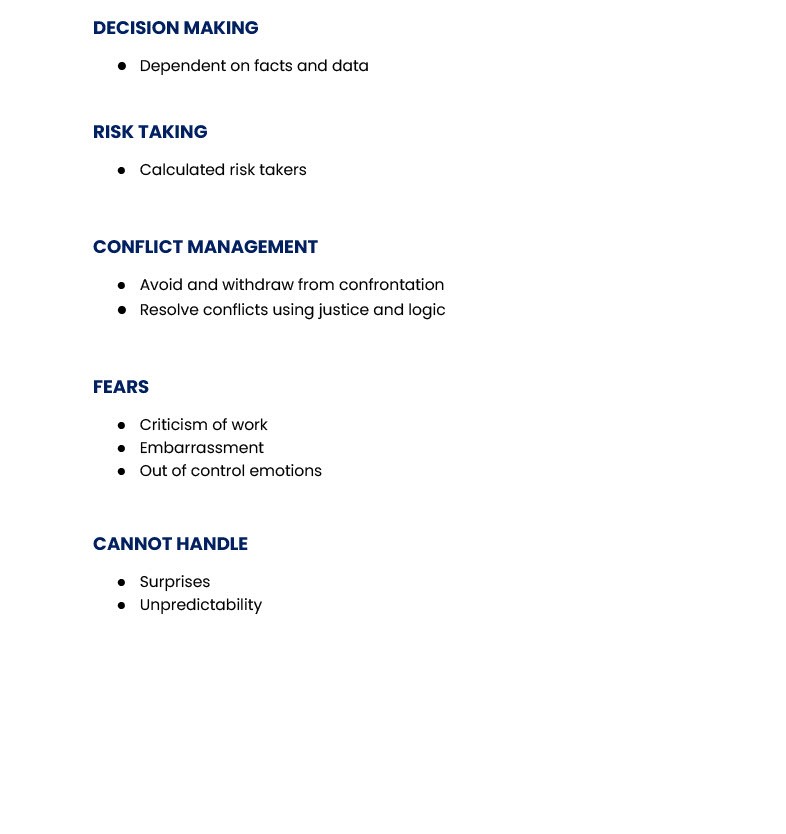 DECISION MAKING
● Dependent on facts and data
RISK TAKING
● Calculated risk takers
CONFLICT MANAGEMENT
● Avoid and withdraw from confrontation
● Resolve conflicts using justice and logic
FEARS
● Criticism of work
● Embarrassment
● Out of control emotions
CANNOT HANDLE
● Surprises
● Unpredictability